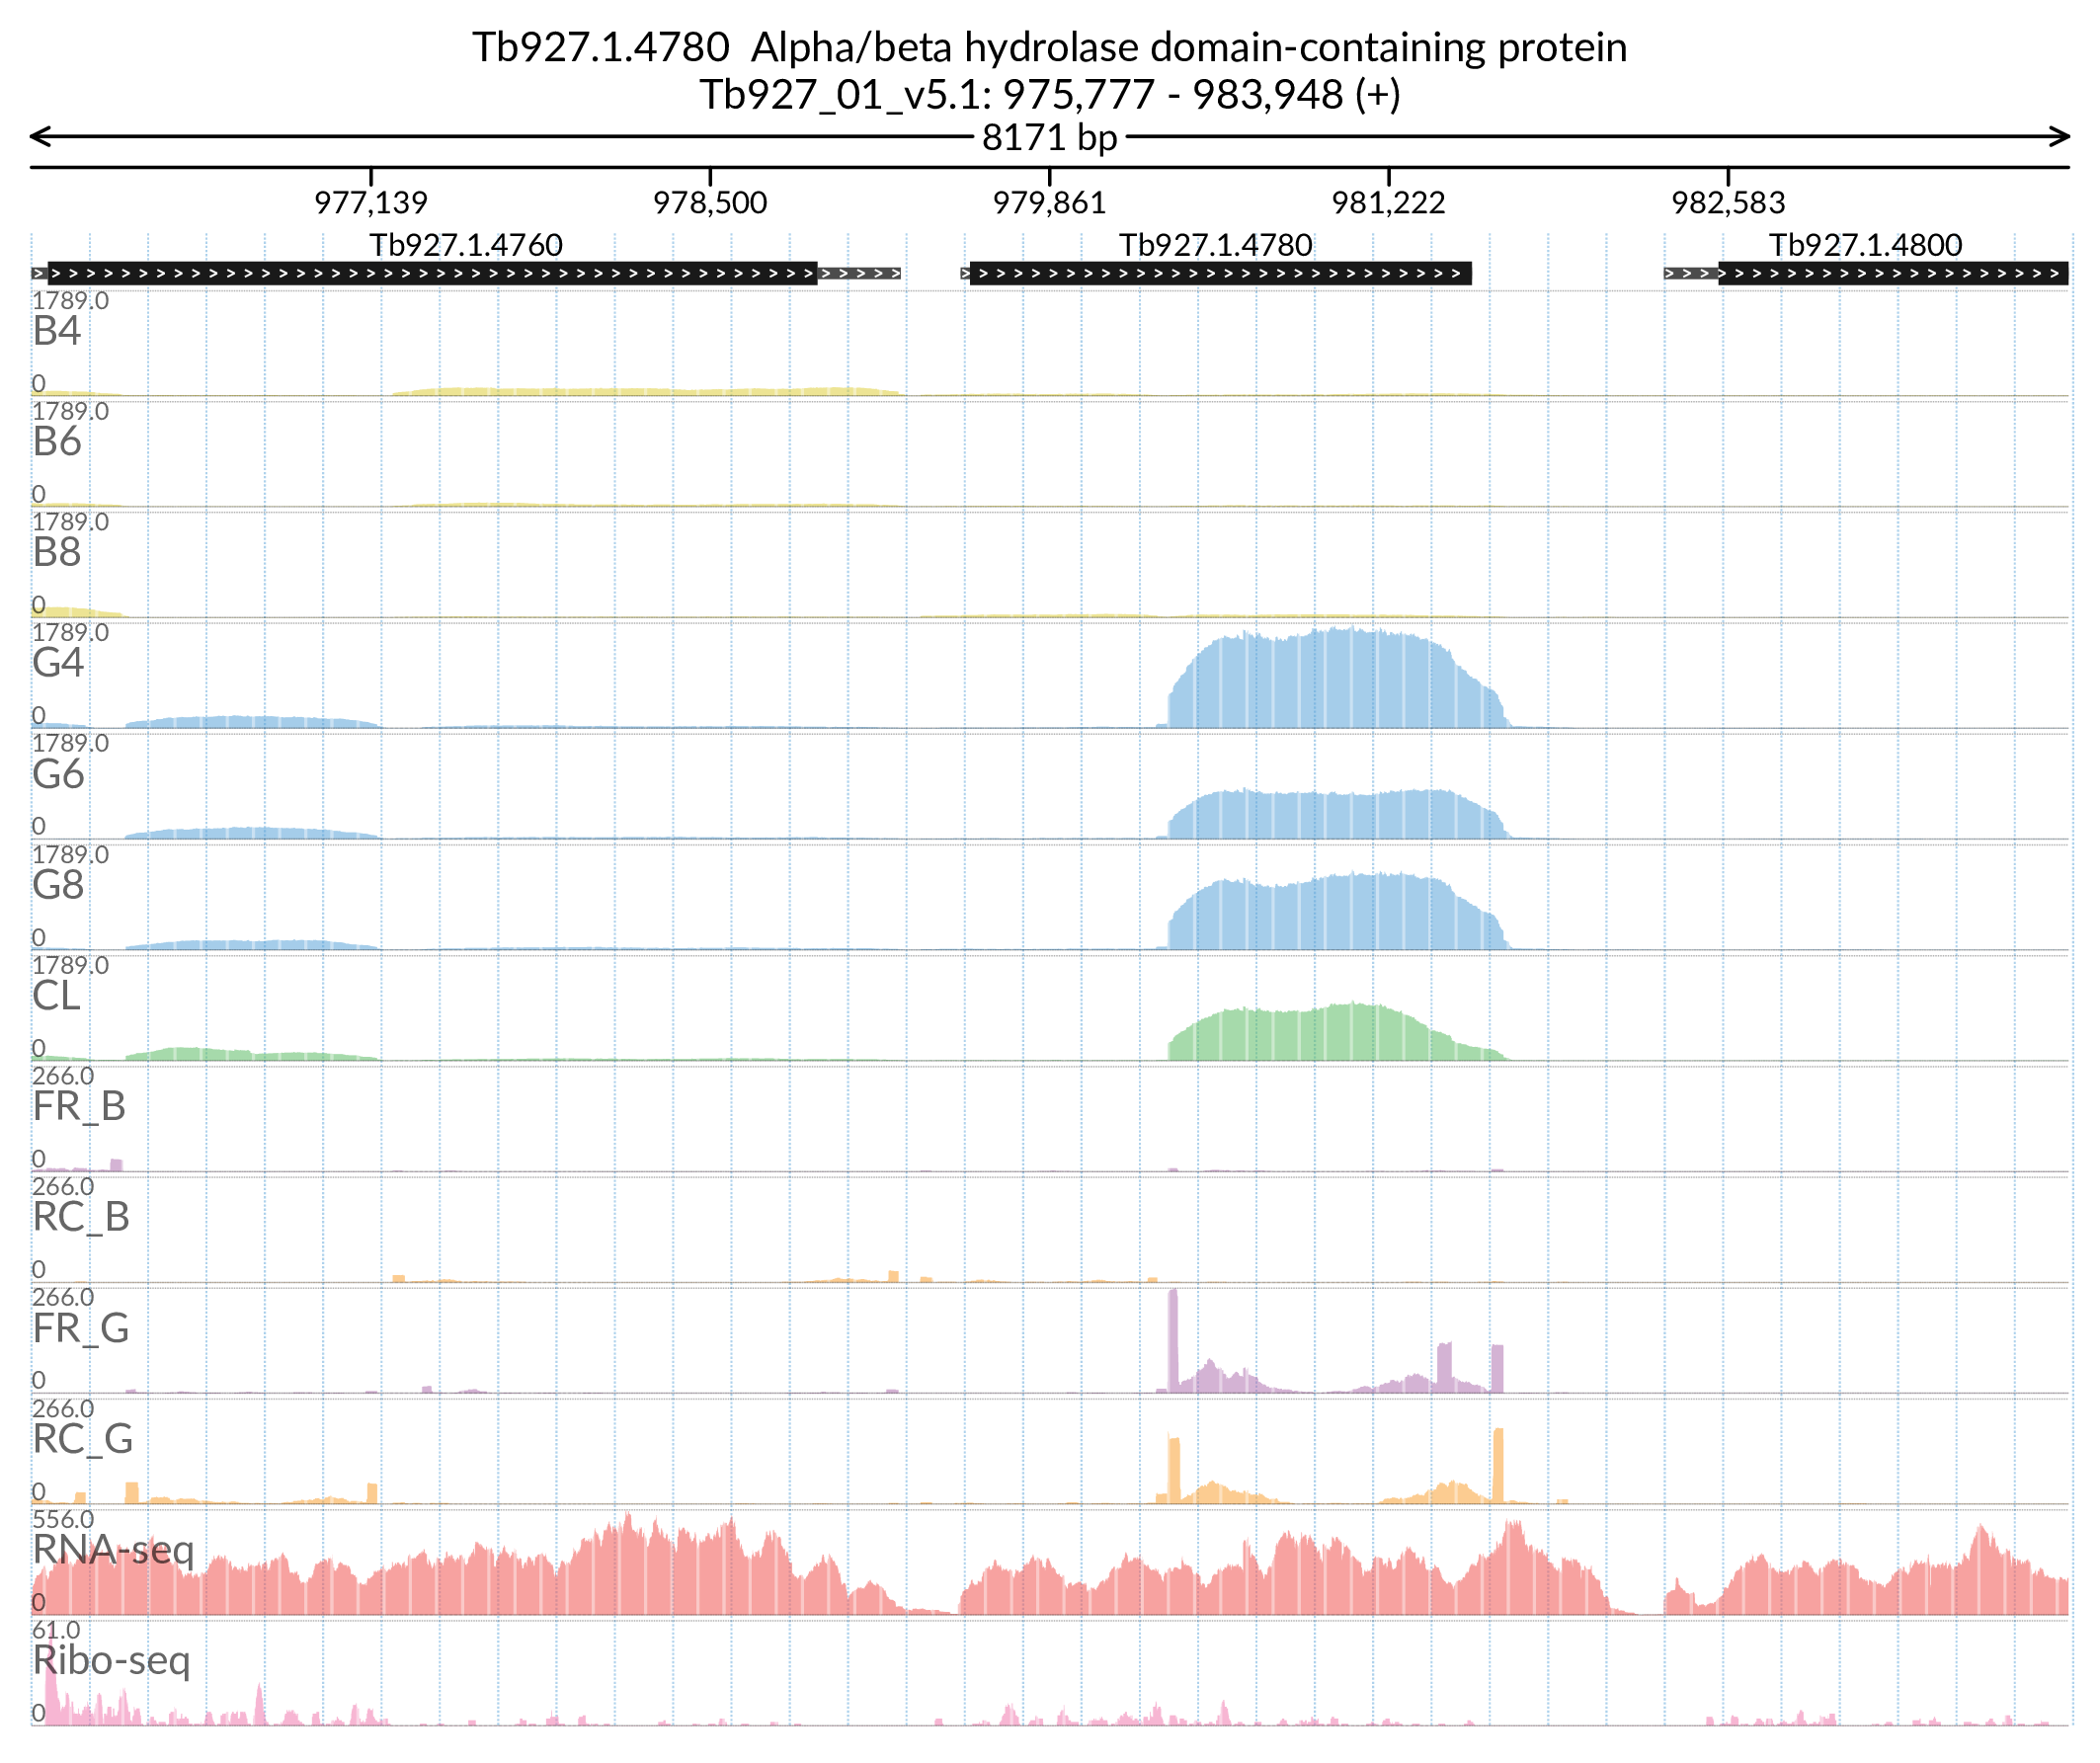 Tb927.1.4780  Alpha/beta hydrolase domain-containing protein
Tb927_01_v5.1: 975,777 - 983,948 (+)
8171 bp
977,139 978,500 979,861 981,222 982,583
Tb927.1.4760 Tb927.1.4780 Tb927.1.4800
1789.0
B4
0
1789.0
B6
0
1789.0
B8
0
1789.0
G4
0
1789.0
G6
0
1789.0
G8
0
1789.0
CL
0
266.0
FR_B
0
266.0
RC_B
0
266.0
FR_G
0
266.0
RC_G
0
556.0
RNA-seq
0
61.0
Ribo-seq
0